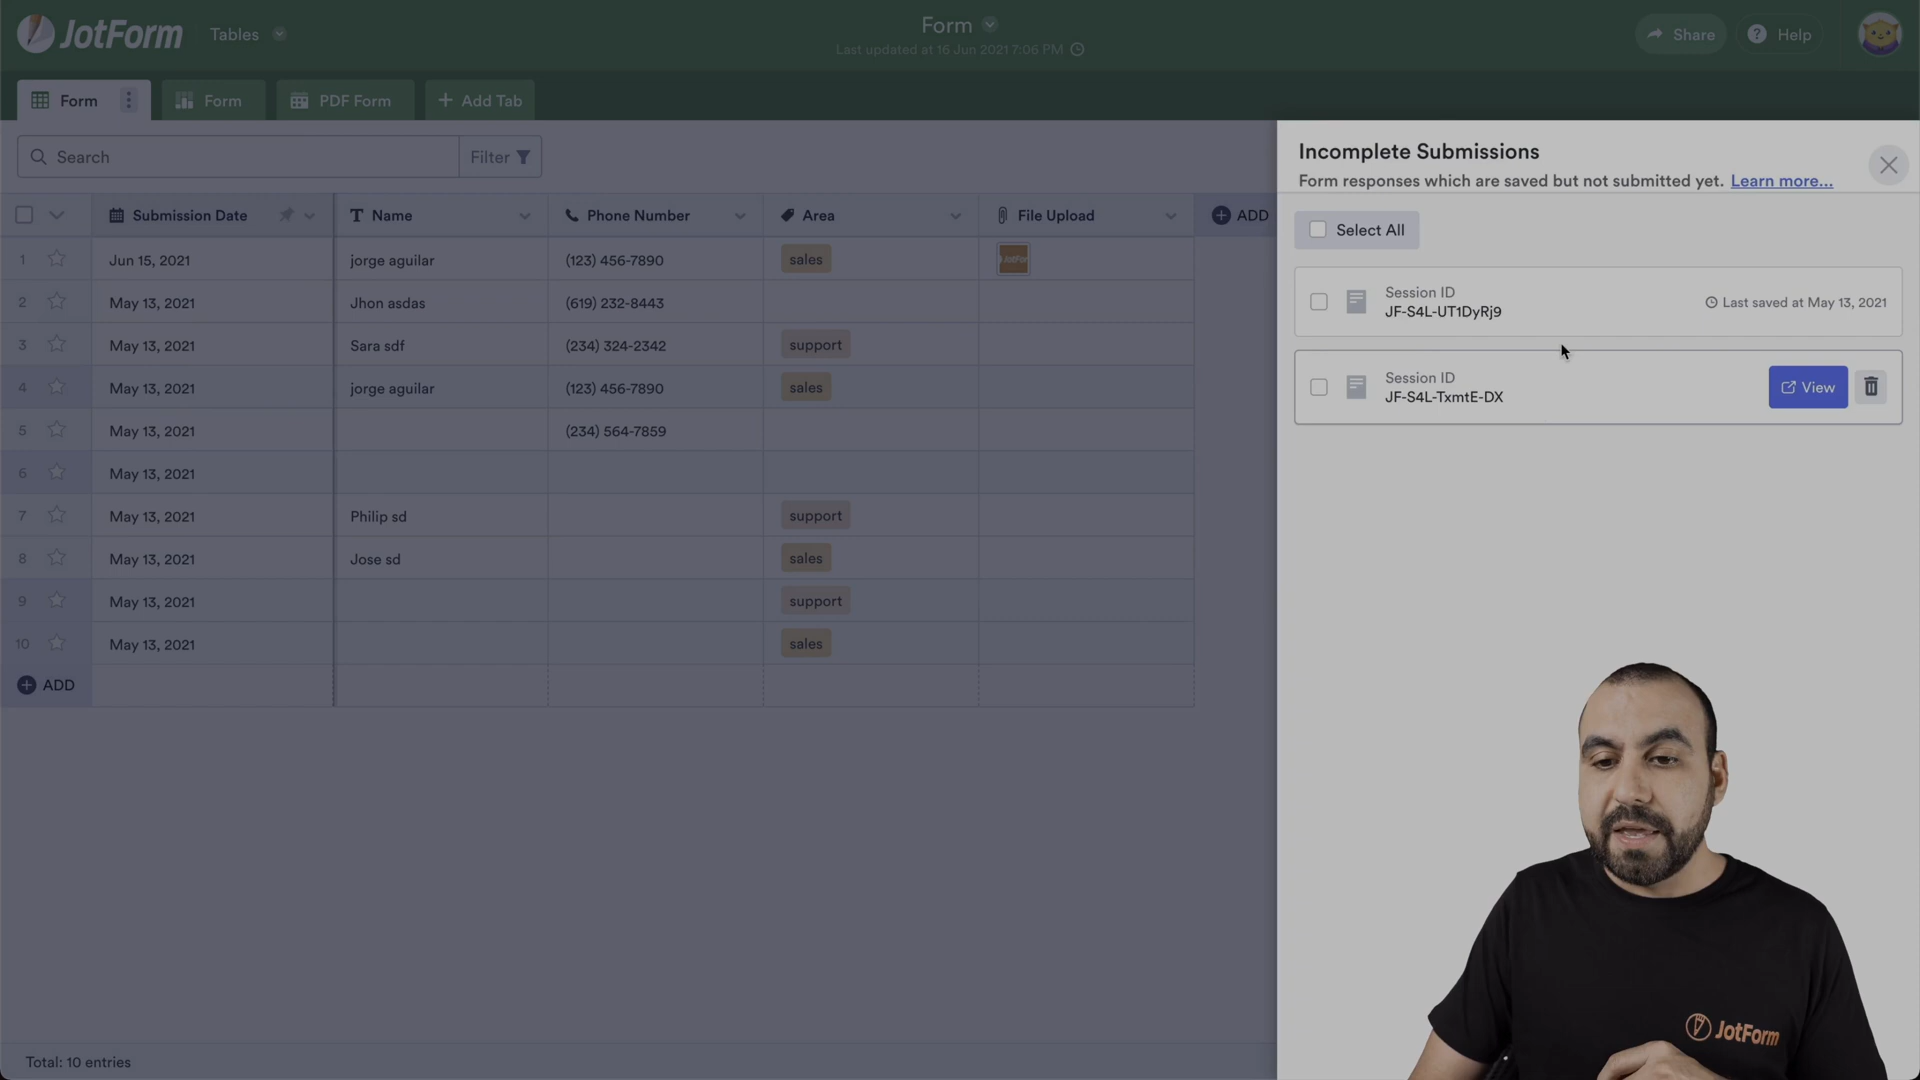 JotForm
Tables
Form
Last updated at 16 Jun 2021 7:06 PM
Share
Help
Form
Form
PDF Form
Add Tab
Search
Filter
Submission Date
Name
Phone Number
Area
File Upload
ADD
1 Jun 15, 2021 jorge aguilar (123) 456-7890 sales
2 May 13, 2021 Jhon asdas (619) 232-8443
3 May 13, 2021 Sara sdf (234) 324-2342 support
4 May 13, 2021 jorge aguilar (123) 456-7890 sales
5 May 13, 2021 (234) 564-7859
6 May 13, 2021
7 May 13, 2021 Philip sd support
8 May 13, 2021 Jose sd sales
9 May 13, 2021 support
10 May 13, 2021 sales
ADD
Total: 10 entries
Incomplete Submissions
Form responses which are saved but not submitted yet. Learn more...
Select All
Session ID
JF-S4L-UT1DyRj9
Last saved at May 13, 2021
Session ID
JF-S4L-TxmtE-DX
View
JotForm